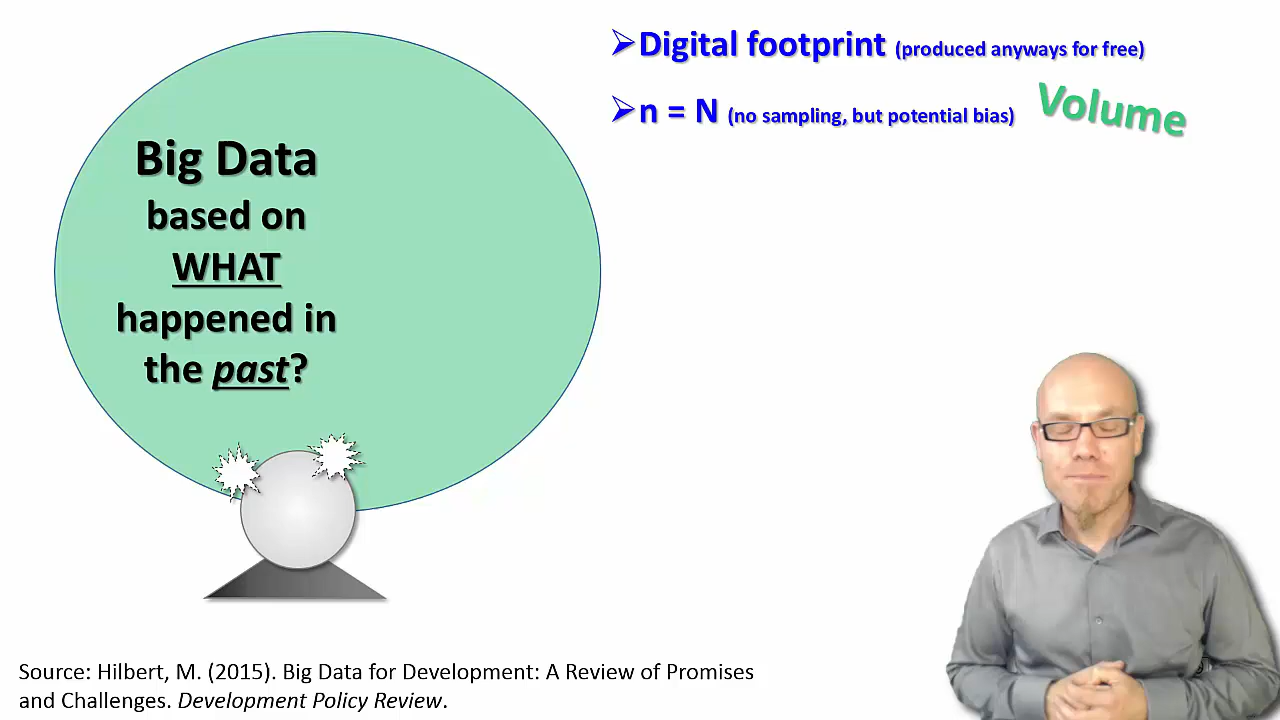 Big Data
based on
WHAT
happened in
the past?
➢Digital footprint (produced anyways for free)
➢n = N (no sampling, but potential bias)
Volume
Source: Hilbert, M. (2015). Big Data for Development: A Review of Promises
and Challenges. Development Policy Review.